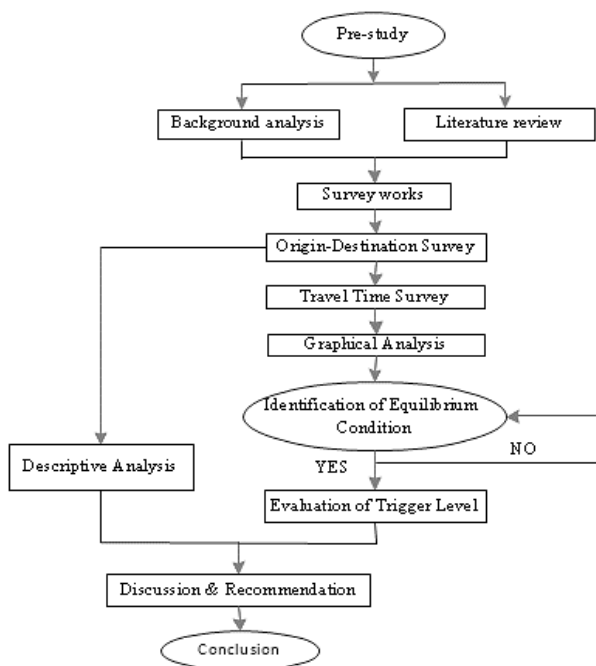 Pre-study
Background analysis
Literature review
Survey works
Origin-Destination Survey
Travel Time Survey
Graphical Analysis
Identification of Equilibrium
Condition
NO
YES
Descriptive Analysis
Evaluation of Trigger Level
Discussion & Recommendation
Conclusion